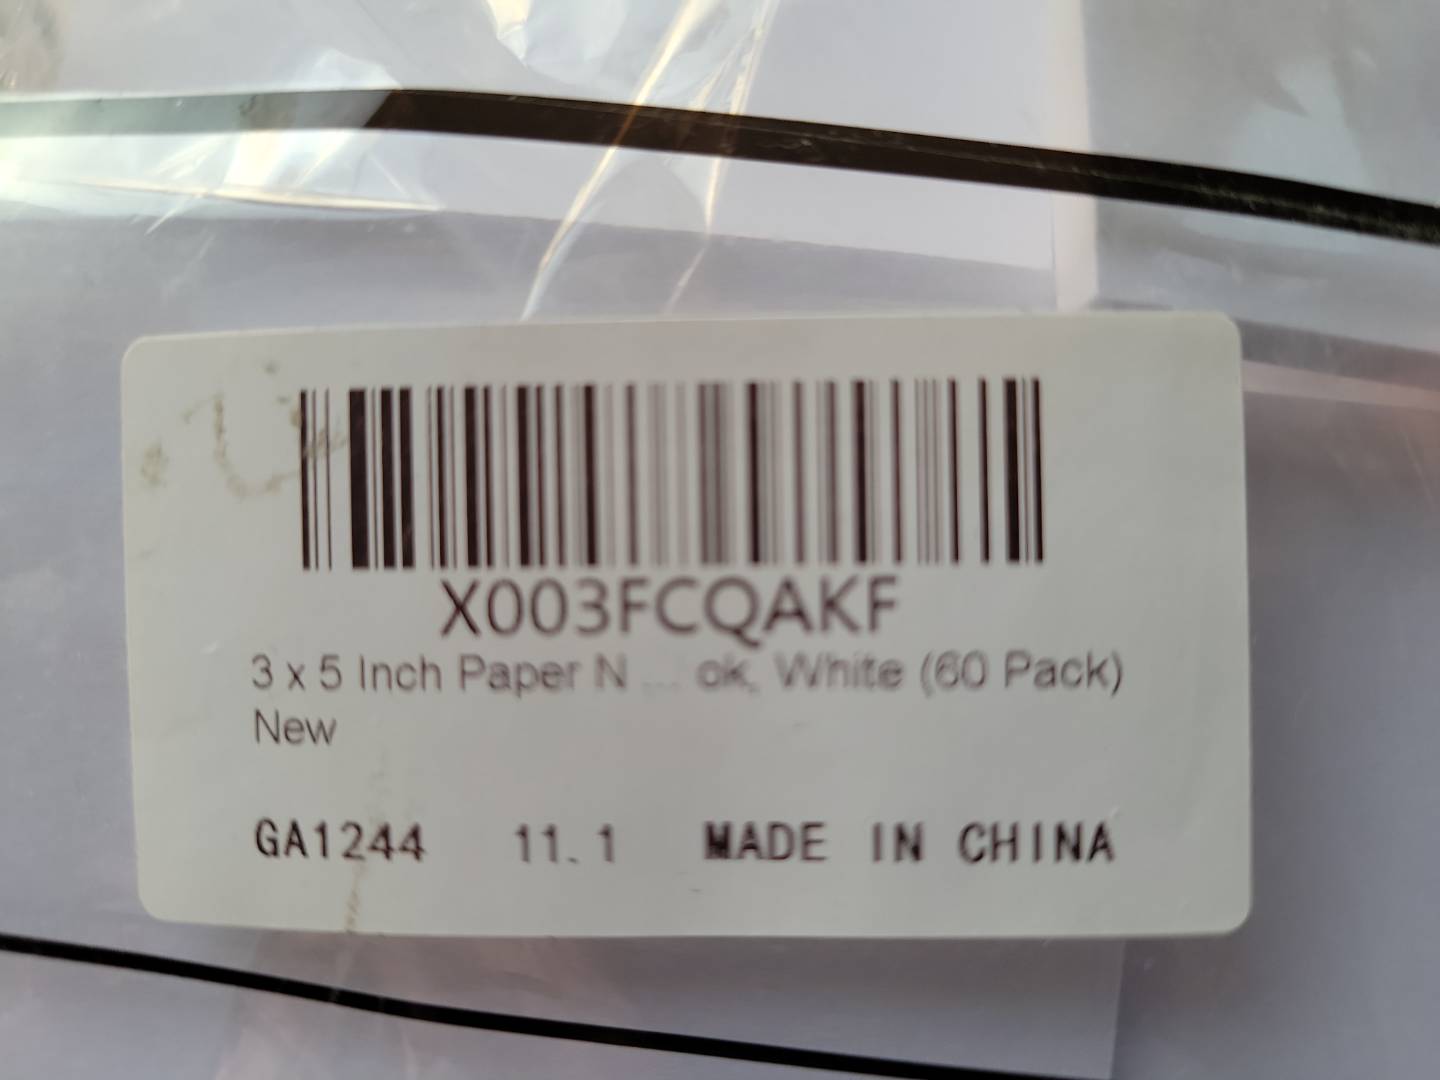 X003FCQAKF
3 x 5 Inch Paper N ... ok, White (60 Pack)
New
GA1244 11.1 MADE IN CHINA